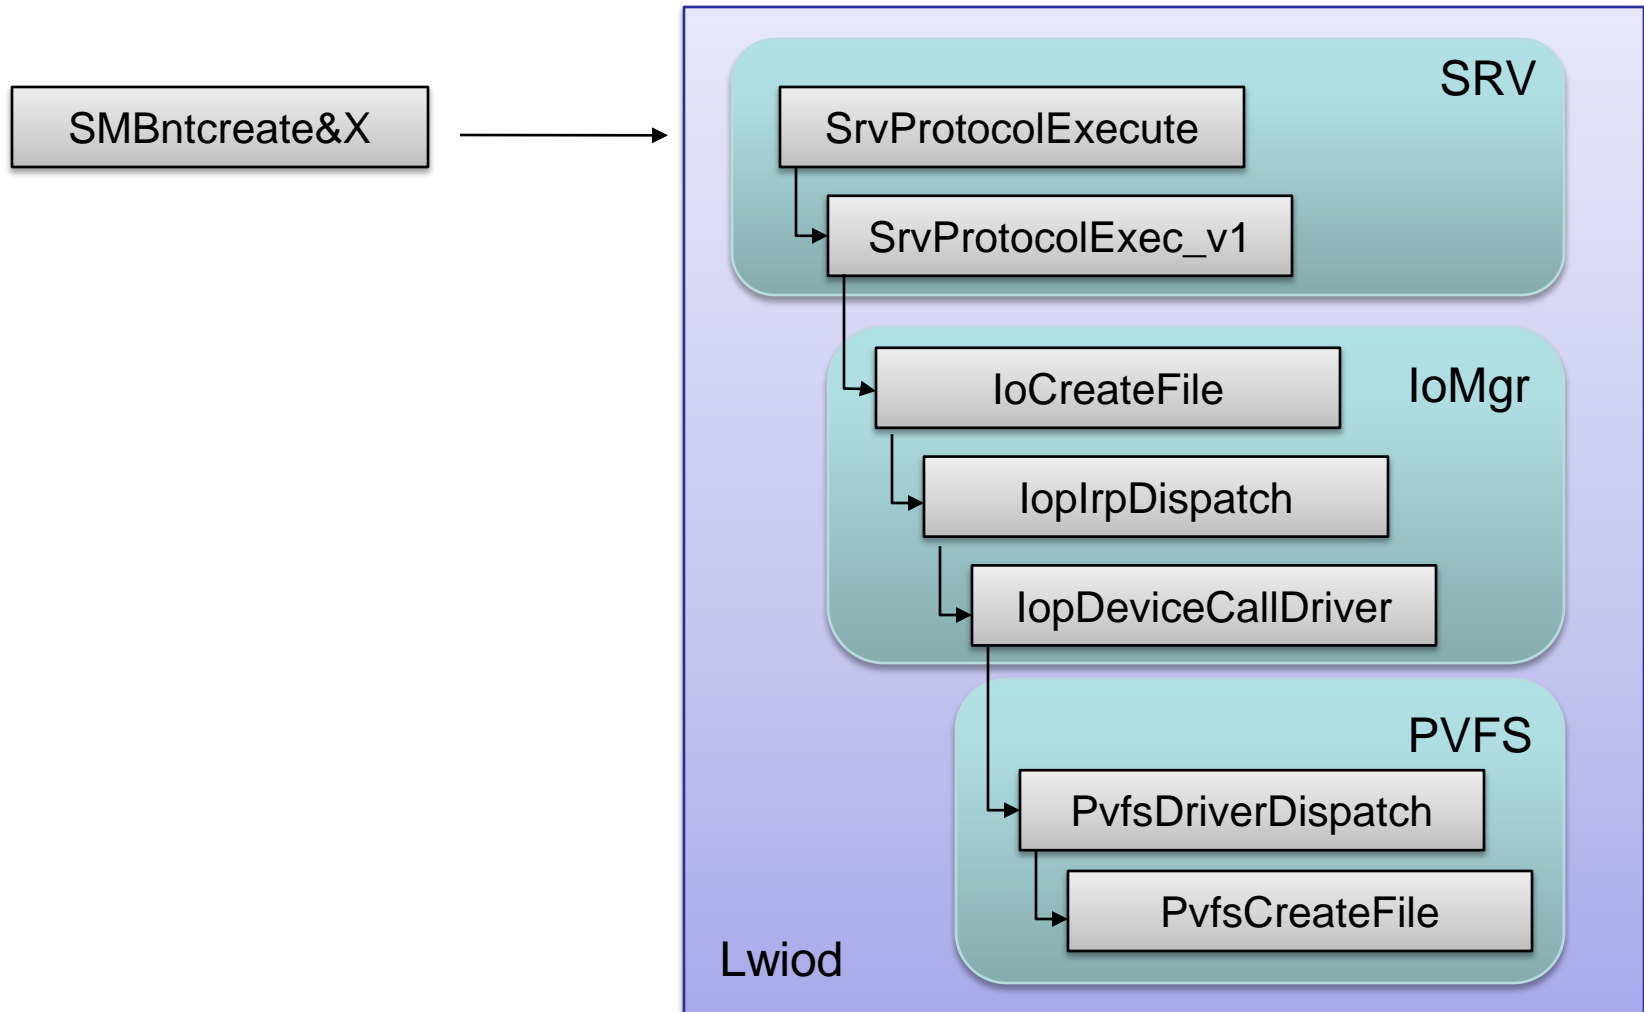 SRV
SMBntcreate&X
SrvProtocolExecute
SrvProtocolExec_v1
IoMgr
IoCreateFile
IopIrpDispatch
IopDeviceCallDriver
PVFS
PvfsDriverDispatch
PvfsCreateFile
Lwiod